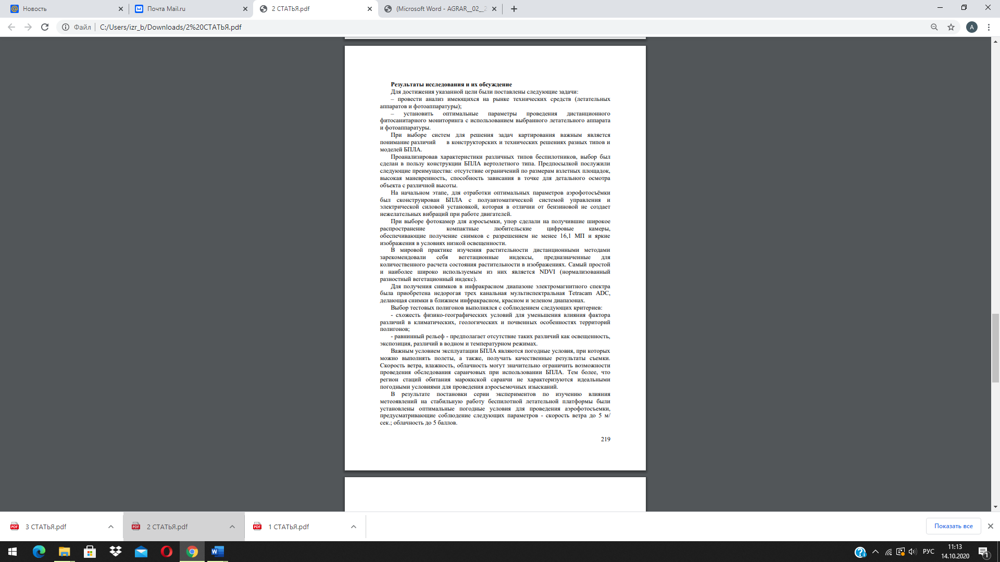 Новость
Почта Mail.ru
2 СТАТЬЯ.pdf
(Microsoft Word - AGRAR__02__2
Файл
C:/Users/izr_b/Downloads/2%20СТАТЬЯ.pdf
A
Результаты исследования и их обсуждение
Для достижения указанной цели были поставлены следующие задачи:
– провести анализ имеющихся на рынке технических средств (летательных
аппаратов и фотоаппаратуры);
– установить оптимальные параметры проведения дистанционного
фитосанитарного мониторинга с использованием выбранного летательного аппарата
и фотоаппаратуры.
При выборе систем для решения задач картирования важным является
понимание различий в конструкторских и технических решениях разных типов и
моделей БПЛА.
Проанализировав характеристики различных типов беспилотников, выбор был
сделан в пользу конструкции БПЛА вертолетного типа. Предпосылкой послужили
следующие преимущества: отсутствие ограничений по размерам взлетных площадок,
высокая маневренность, способность зависания в точке для детального осмотра
объекта с различной высоты.
На начальном этапе, для отработки оптимальных параметров аэрофотосъёмки
был сконструирован БПЛА с полуавтоматической системой управления и
электрической силовой установкой, которая в отличии от бензиновой не создает
нежелательных вибраций при работе двигателей.
При выборе фотокамер для аэросъемки, упор сделали на получившие широкое
распространение компактные любительские цифровые камеры,
обеспечивающие получение снимков с разрешением не менее 16,1 МП и яркие
изображения в условиях низкой освещенности.
В мировой практике изучения растительности дистанционными методами
зарекомендовали себя вегетационные индексы, предназначенные для
количественного расчета состояния растительности в изображениях. Самый простой
и наиболее широко используемым из них является NDVI (нормализованный
разностный вегетационный индекс).
Для получения снимков в инфракрасном диапазоне электромагнитного спектра
была приобретена недорогая трех канальная мультиспектральная Tetracam ADC,
делающая снимки в ближнем инфракрасном, красном и зеленом диапазонах.
Выбор тестовых полигонов выполнялся с соблюдением следующих критериев:
- схожесть физико-географических условий для уменьшения влияния фактора
различий в климатических, геологических и почвенных особенностях территорий
полигонов;
- равнинный рельеф - предполагает отсутствие таких различий как освещенность,
экспозиция, различий в водном и температурном режимах.
Важным условием эксплуатации БПЛА являются погодные условия, при которых
можно выполнять полеты, а также, получать качественные результаты съемки.
Скорость ветра, влажность, облачность могут значительно ограничить возможности
проведения обследования саранчовых при использовании БПЛА. Тем более, что
регион стаций обитания мароккской саранчи не характеризуются идеальными
погодными условиями для проведения аэросъемочных изысканий.
В результате постановки серии экспериментов по изучению влияния
метеоявлений на стабильную работу беспилотной летательной платформы были
установлены оптимальные погодные условия для проведения аэрофотосъемки,
предусматривающие соблюдение следующих параметров - скорость ветра до 5 м/
сек.; облачность до 5 баллов.
219
3 СТАТЬЯ.pdf
2 СТАТЬЯ.pdf
1 СТАТЬЯ.pdf
Показать все
РУС
11:13
14.10.2020
1